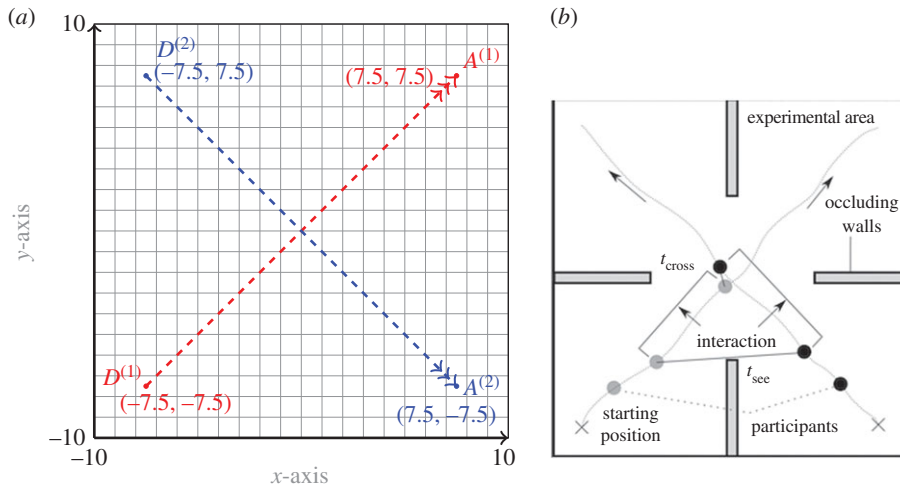 (a)
10
D(2)
(–7.5, 7.5)
(7.5, 7.5)
A(1)
y-axis
D(1)
(–7.5, –7.5)
A(2)
(7.5, –7.5)
–10
–10
10
x-axis
(b)
experimental area
occluding
walls
tcross
interaction
tsee
starting
position
participants